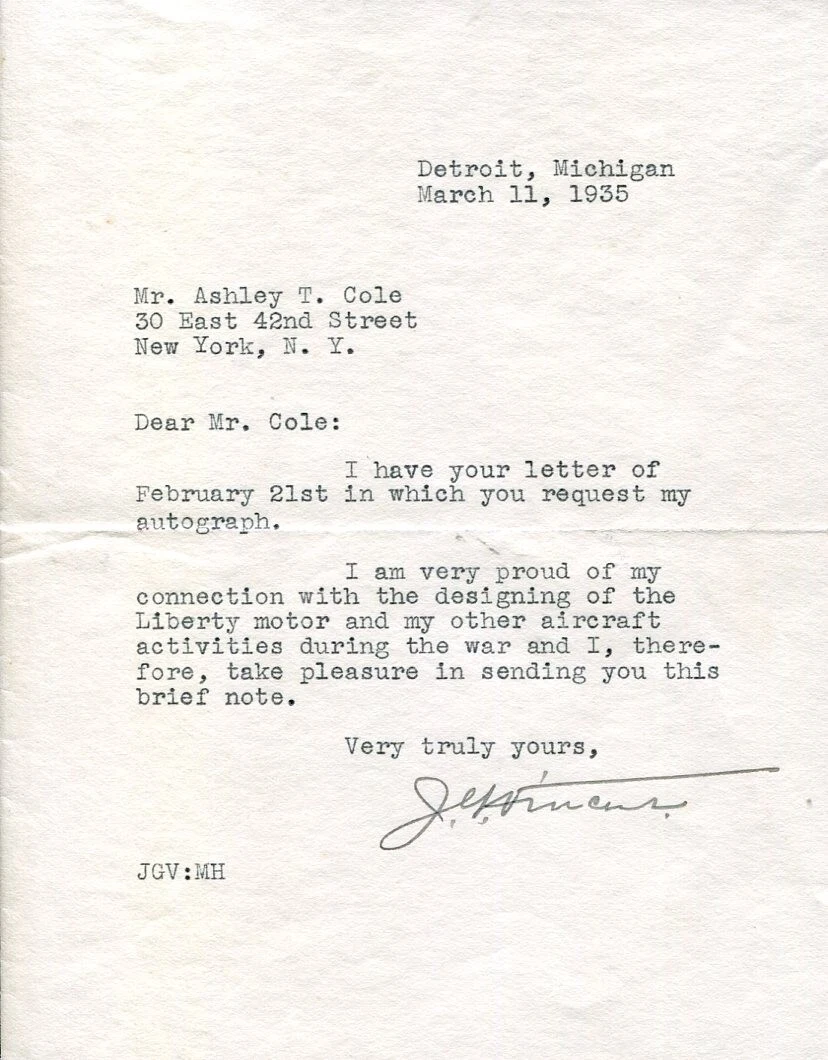 Detroit, Michigan
March 11, 1935
Mr. Ashley T. Cole
30 East 42nd Street
New York, N. Y.
Dear Mr. Cole:
I have your letter of
February 21st in which you request my
autograph.
I am very proud of my
connection with the designing of the
Liberty motor and my other aircraft
activities during the war and I, there-
fore, take pleasure in sending you this
brief note.
Very truly yours,
J.G.Vincent.
JGV:MH